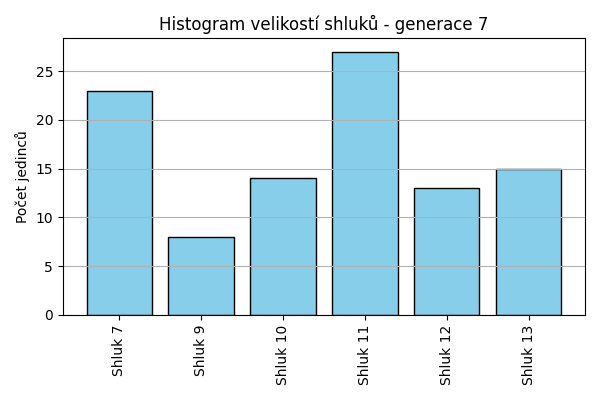 Histogram velikostí shluků - generace 7
Počet jedinců
25
20
15
10
5
0
Shluk 7
Shluk 9
Shluk 10
Shluk 11
Shluk 12
Shluk 13